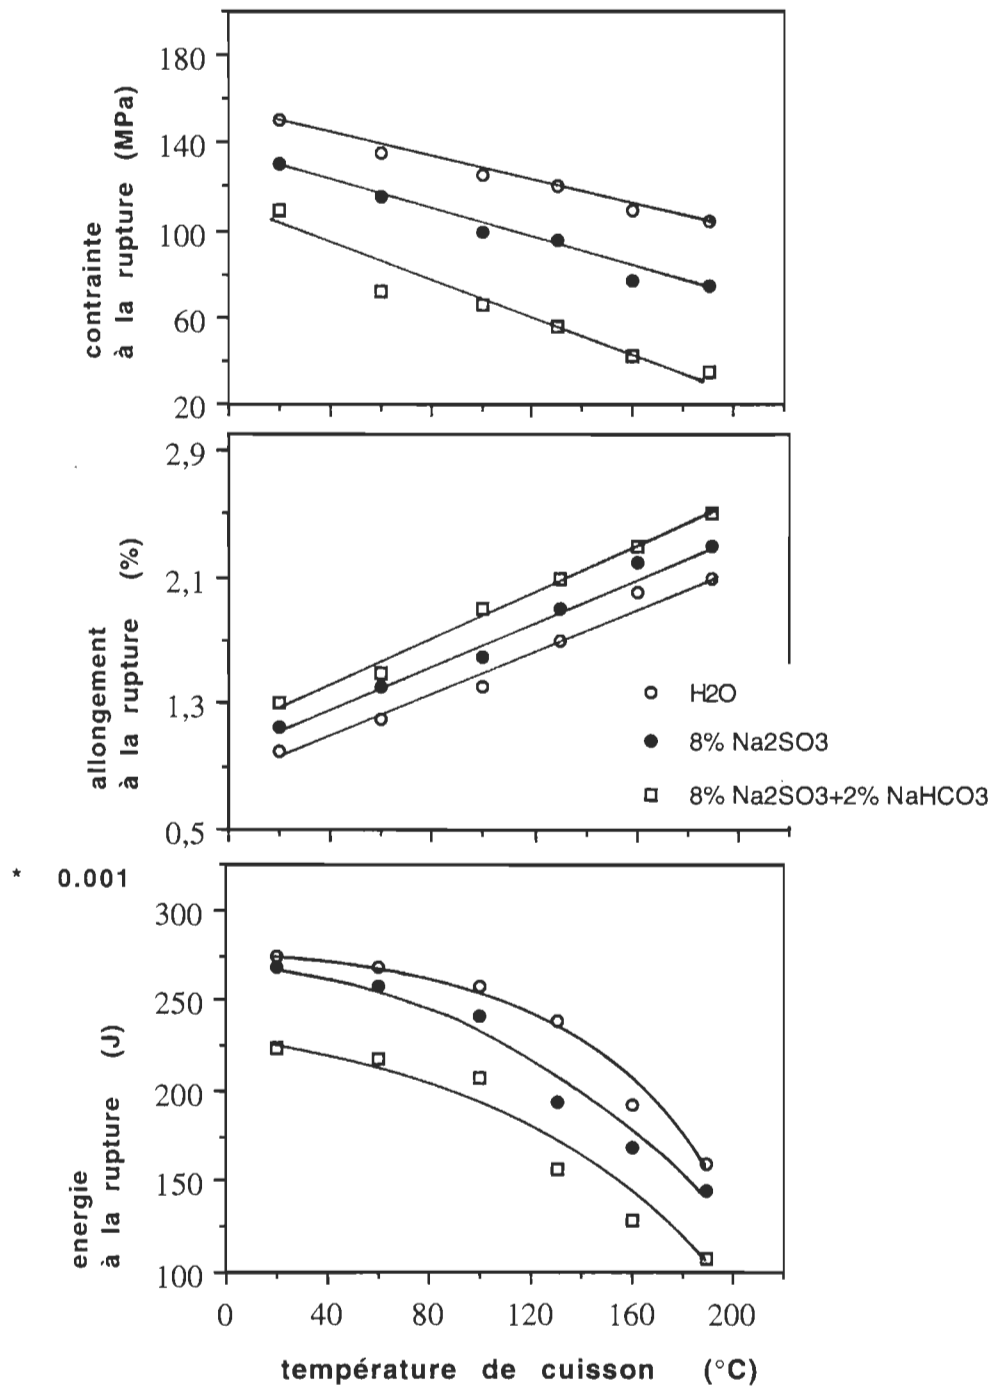 180
140
100
60
20
contrainte
à la rupture (MPa)
2,9
2,1
1,3
0,5
allongement
à la rupture (%)
H2O
8% Na2SO3
8% Na2SO3+2% NaHCO3
* 0.001
300
250
200
150
100
energie
à la rupture (J)
0 40 80 120 160 200
température de cuisson (°C)